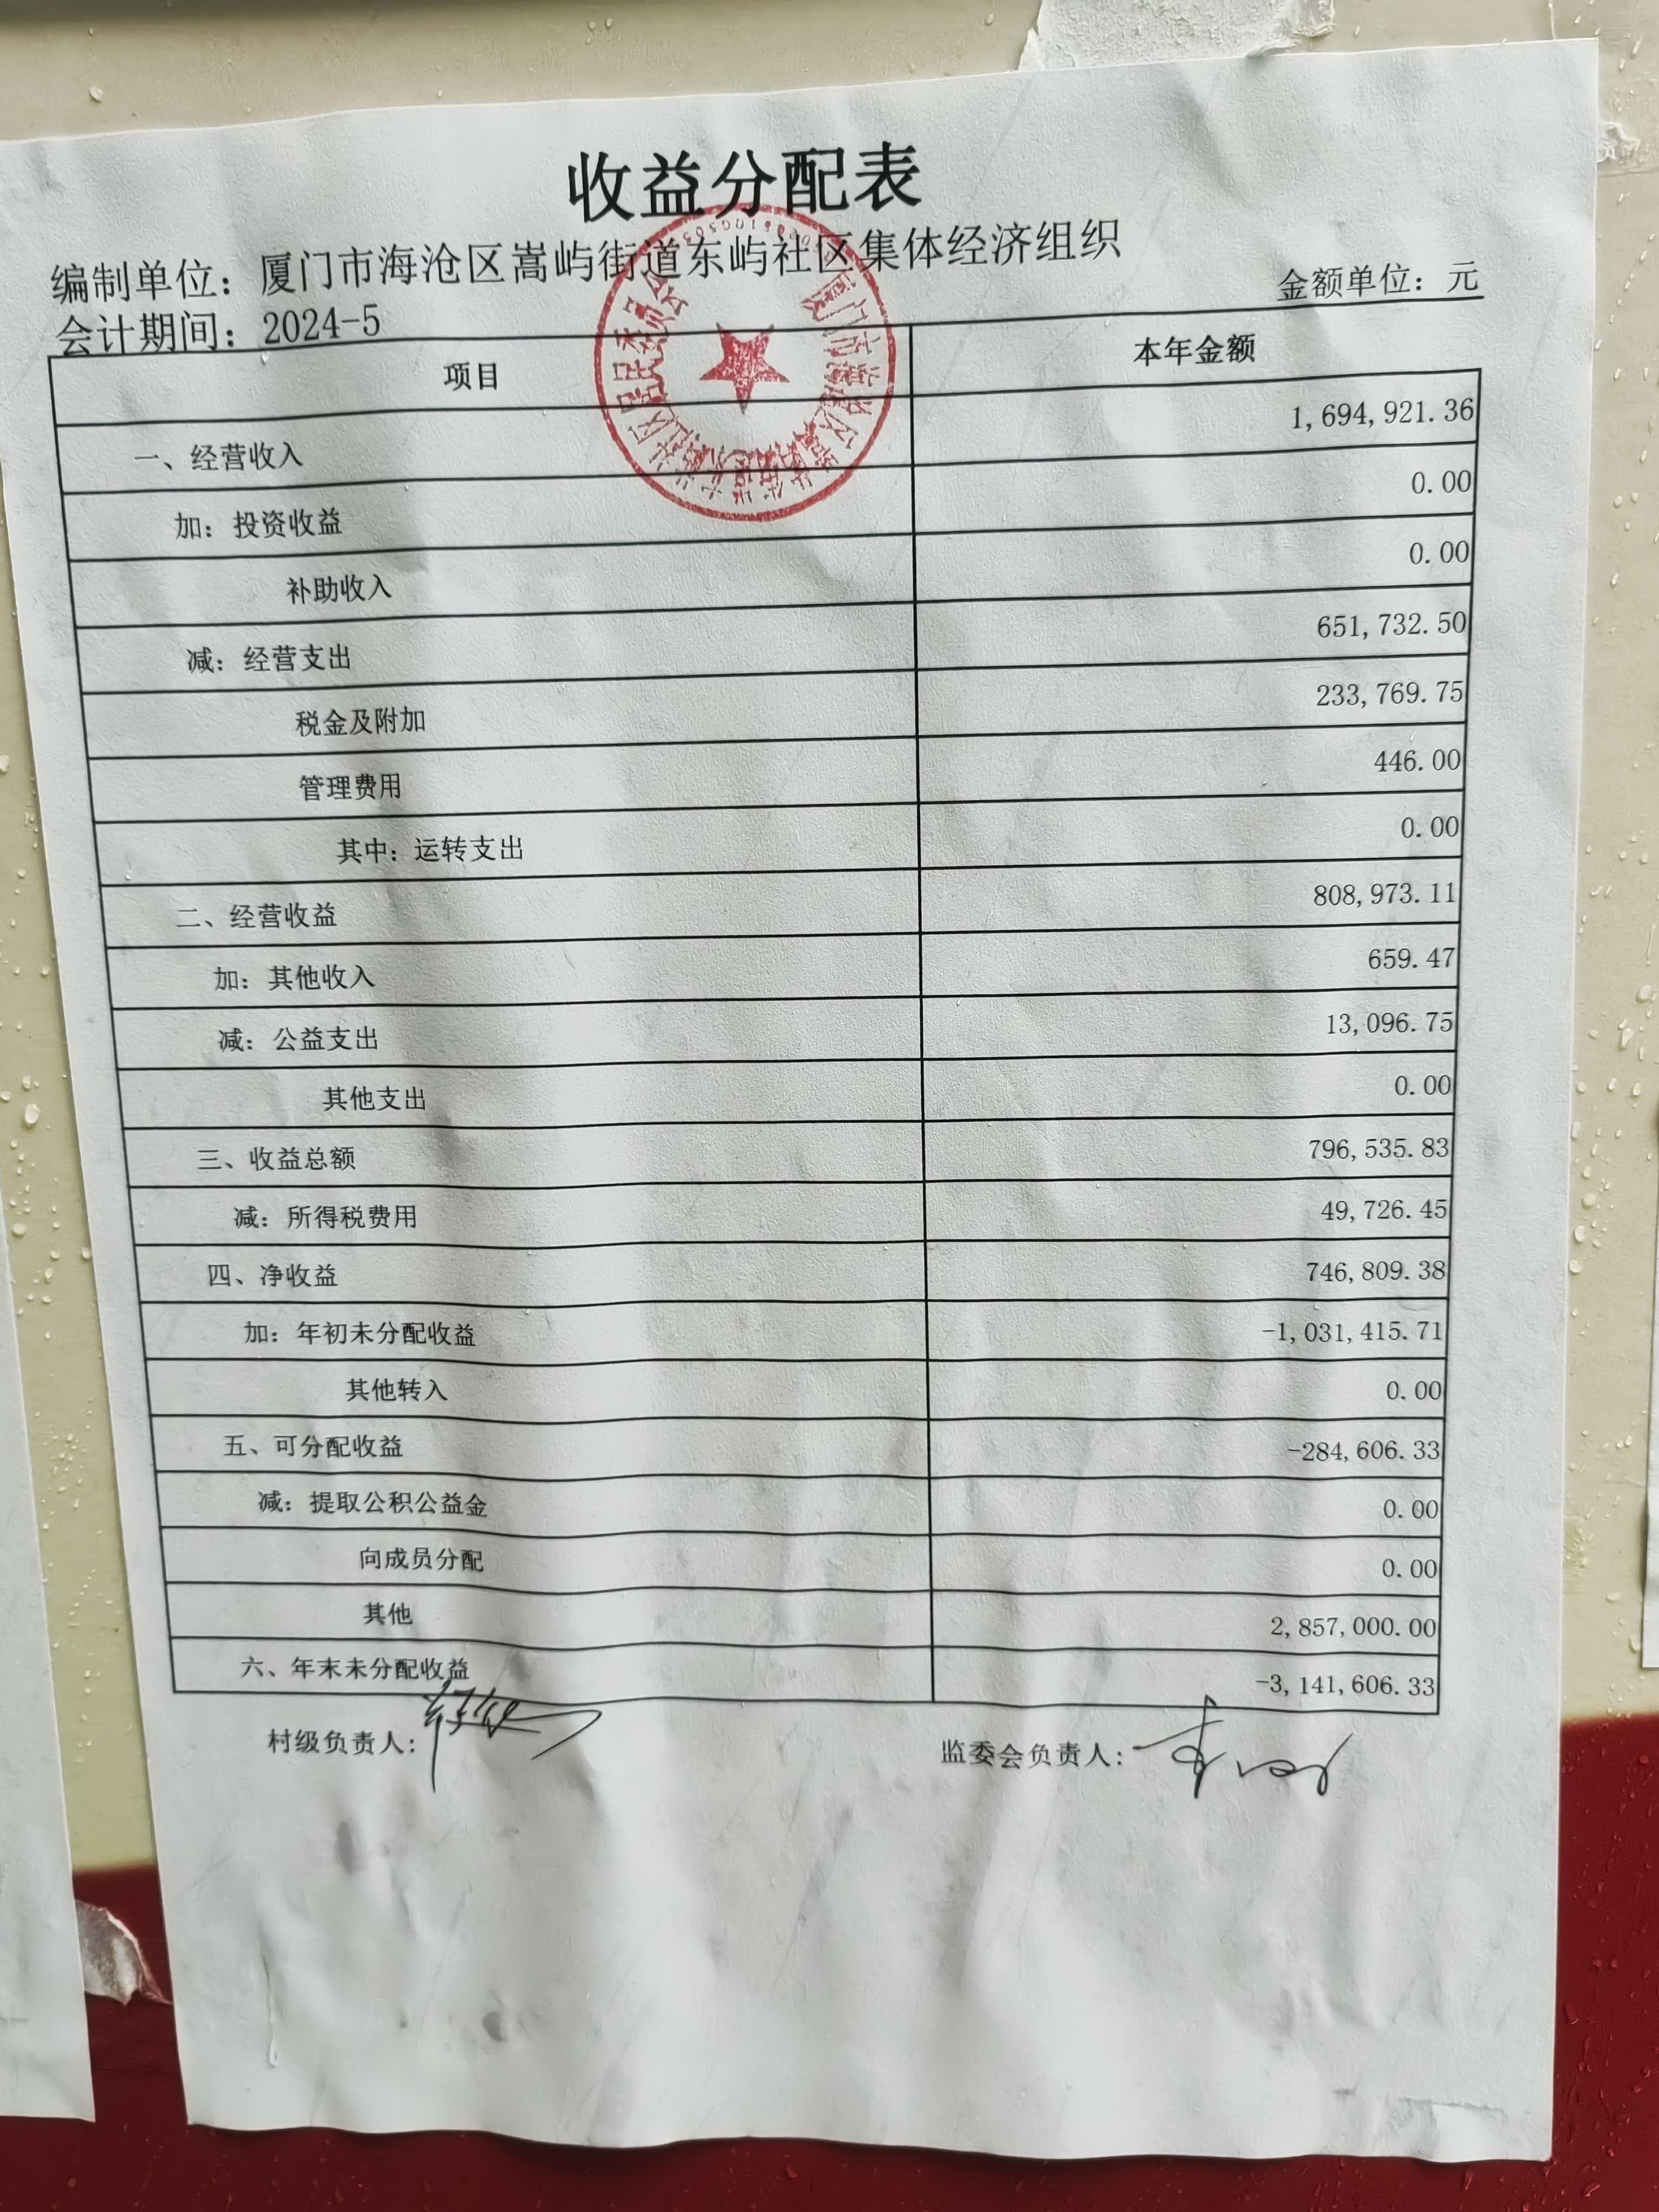 收益分配表
编制单位：厦门市海沧区嵩屿街道东屿社区集体经济组织
会计期间：2024-5 金额单位：元
项目 本年金额
一、经营收入 1,694,921.36
加：投资收益 0.00
补助收入 0.00
减：经营支出 651,732.50
税金及附加 233,769.75
管理费用 446.00
其中：运转支出 0.00
二、经营收益 808,973.11
加：其他收入 659.47
减：公益支出 13,096.75
其他支出 0.00
三、收益总额 796,535.83
减：所得税费用 49,726.45
四、净收益 746,809.38
加：年初未分配收益 -1,031,415.71
其他转入 0.00
五、可分配收益 -284,606.33
减：提取公积公益金 0.00
向成员分配 0.00
其他 2,857,000.00
六、年末未分配收益 -3,141,606.33
村级负责人： 监委会负责人：